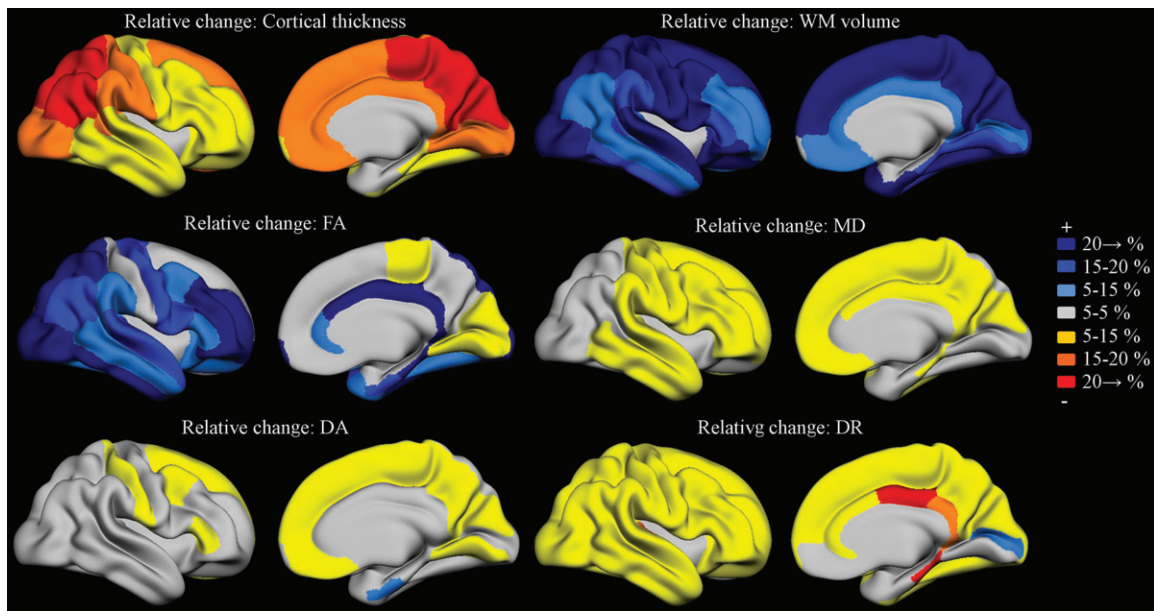 Relative change: Cortical thickness
Relative change: WM volume
Relative change: FA
Relative change: MD
+
20→ %
15-20 %
5-15 %
5-5 %
5-15 %
15-20 %
20→ %
-
Relative change: DA
Relativg change: DR